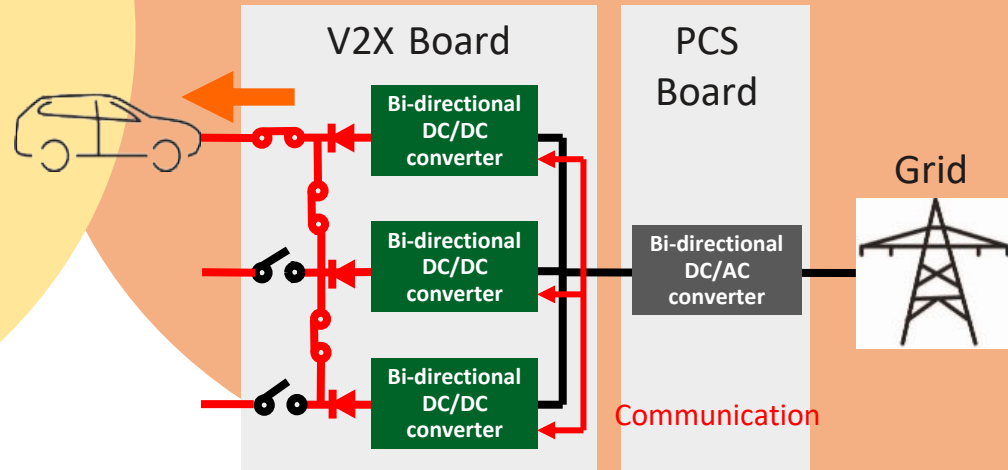 V2X Board
PCS
Board
Bi-directional
DC/DC
converter
Grid
Bi-directional
DC/DC
converter
Bi-directional
DC/AC
converter
Bi-directional
DC/DC
converter
Communication